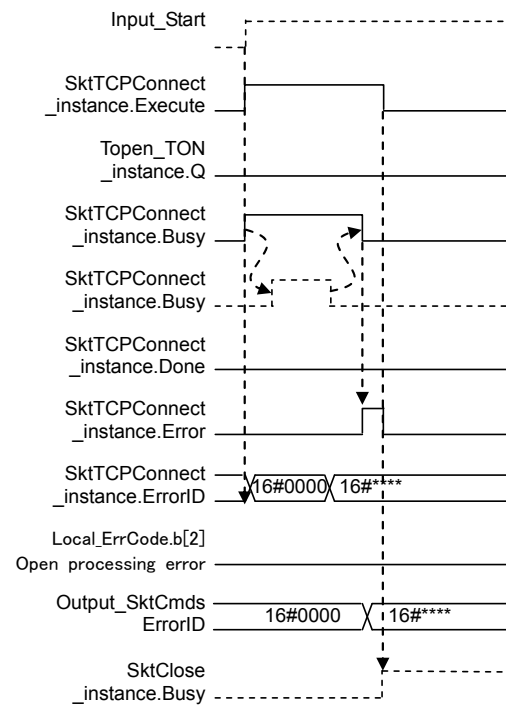 Input_Start
SktTCPConnect
_instance.Execute
Topen_TON
_instance.Q
SktTCPConnect
_instance.Busy
SktTCPConnect
_instance.Busy
SktTCPConnect
_instance.Done
SktTCPConnect
_instance.Error
SktTCPConnect
_instance.ErrorID
16#0000
16#****
Local_ErrCode.b[2]
Open processing error
Output_SktCmds
ErrorID
16#0000
16#****
SktClose
_instance.Busy